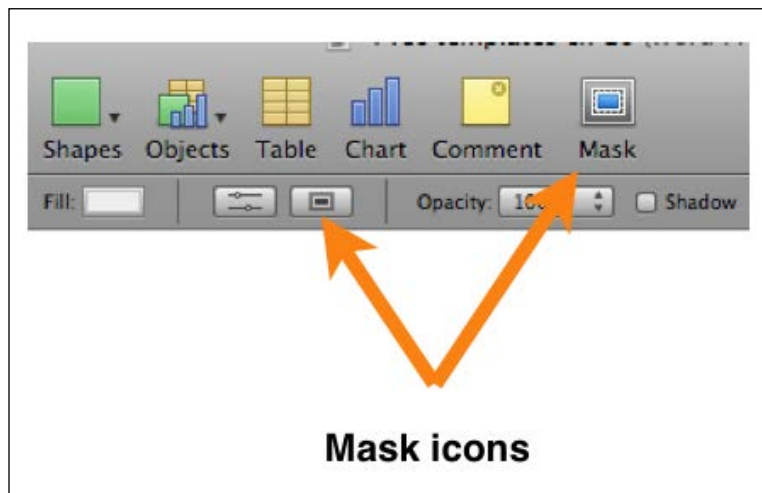 Shapes Objects Table Chart Comment Mask
Fill: Opacity: Shadow
Mask icons